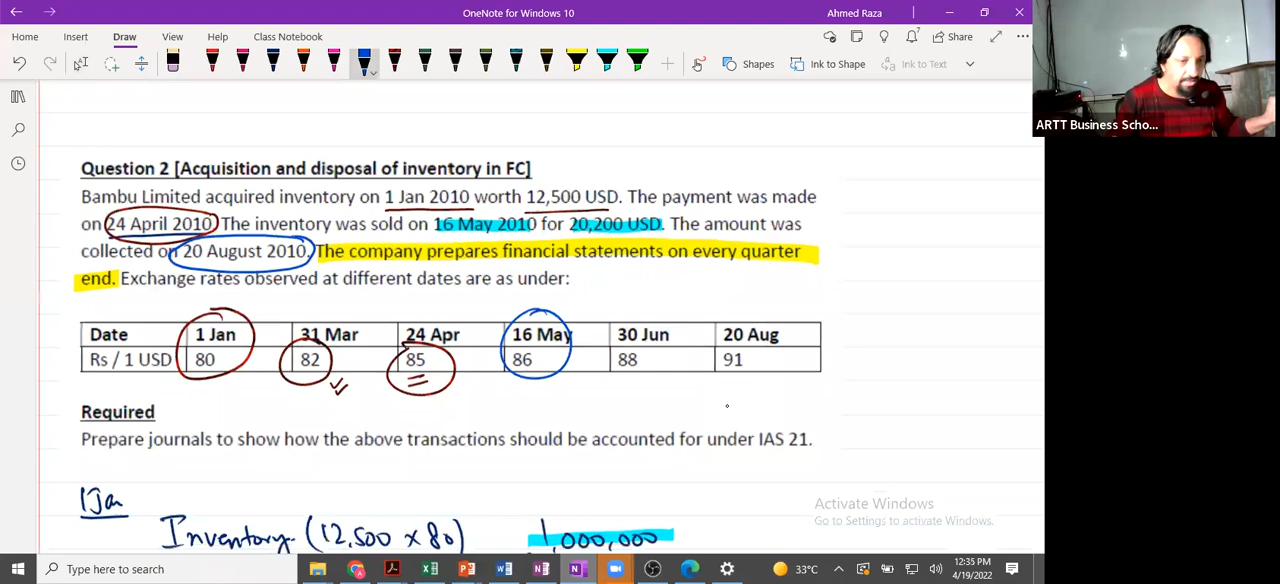 OneNote for Windows 10
Ahmed Raza
Home Insert Draw View Help Class Notebook
Share
Shapes Ink to Shape Ink to Text
ARTT Business Scho...
Question 2 [Acquisition and disposal of inventory in FC]
Bambu Limited acquired inventory on 1 Jan 2010 worth 12,500 USD. The payment was made
on 24 April 2010. The inventory was sold on 16 May 2010 for 20,200 USD. The amount was
collected on 20 August 2010. The company prepares financial statements on every quarter
end. Exchange rates observed at different dates are as under:
Date 1 Jan 31 Mar 24 Apr 16 May 30 Jun 20 Aug
Rs / 1 USD 80 82 85 86 88 91
Required
Prepare journals to show how the above transactions should be accounted for under IAS 21.
1 Jan
Inventory (12,500 x 80) 1,000,000
Activate Windows
Go to Settings to activate Windows.
Type here to search
33°C
12:35 PM
4/19/2022